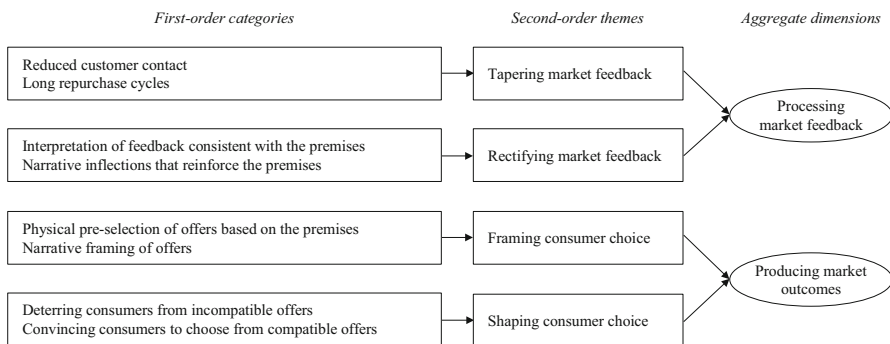 First-order categories
Second-order themes
Aggregate dimensions
Reduced customer contact
Long repurchase cycles
Tapering market feedback
Processing
market feedback
Interpretation of feedback consistent with the premises
Narrative inflections that reinforce the premises
Rectifying market feedback
Physical pre-selection of offers based on the premises
Narrative framing of offers
Framing consumer choice
Producing market
outcomes
Deterring consumers from incompatible offers
Convincing consumers to choose from compatible offers
Shaping consumer choice